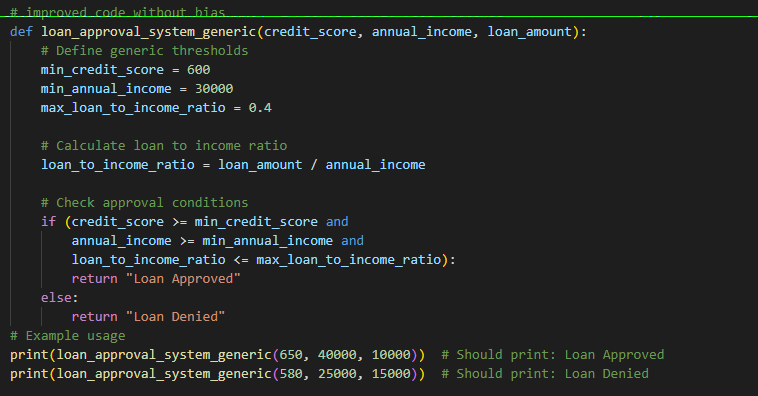 # improved code without bias
def loan_approval_system_generic(credit_score, annual_income, loan_amount):
    # Define generic thresholds
    min_credit_score = 600
    min_annual_income = 30000
    max_loan_to_income_ratio = 0.4

    # Calculate loan to income ratio
    loan_to_income_ratio = loan_amount / annual_income

    # Check approval conditions
    if (credit_score >= min_credit_score and
        annual_income >= min_annual_income and
        loan_to_income_ratio <= max_loan_to_income_ratio):
        return "Loan Approved"
    else:
        return "Loan Denied"
# Example usage
print(loan_approval_system_generic(650, 40000, 10000))  # Should print: Loan Approved
print(loan_approval_system_generic(580, 25000, 15000))  # Should print: Loan Denied